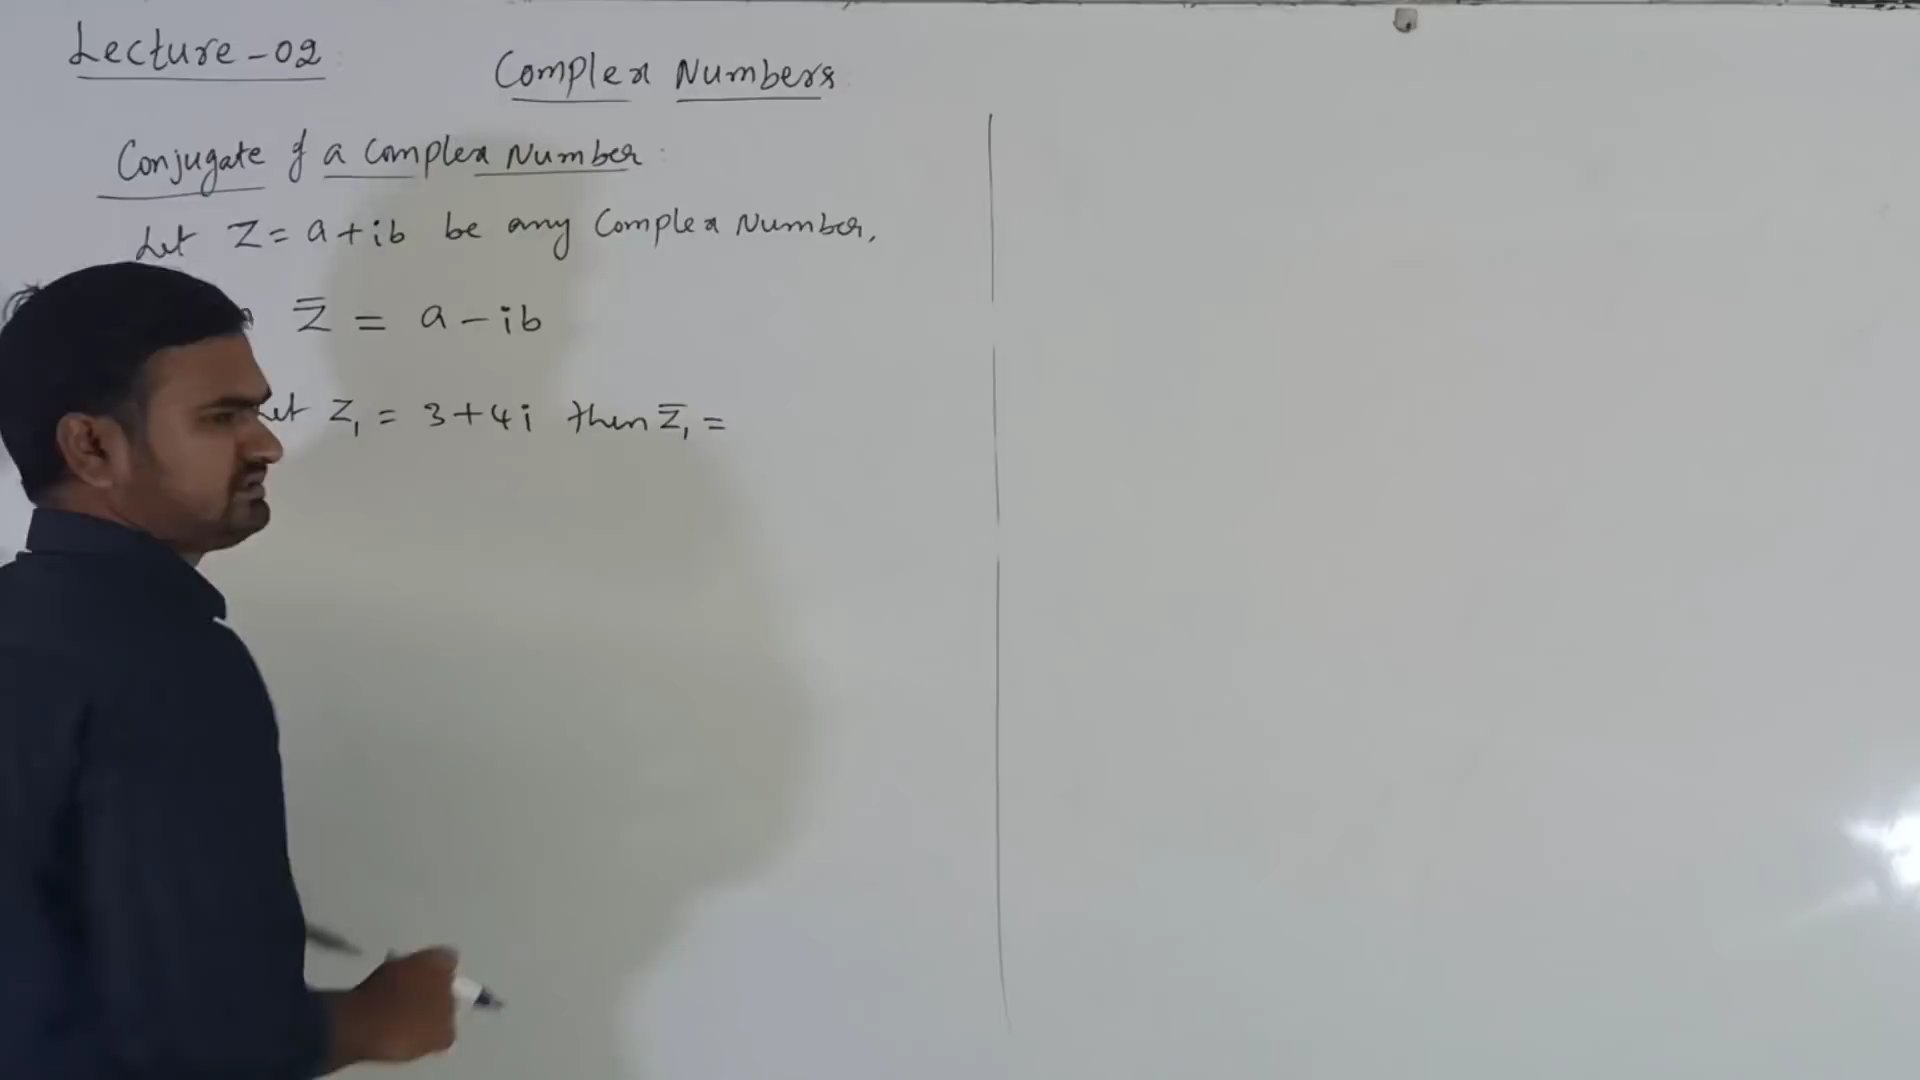 Lecture-02
Complex Numbers
Conjugate of a Complex Number:
Let Z = a+ib be any Complex Number,
z̅ = a-ib
Z₁ = 3+4i then z̅₁ =